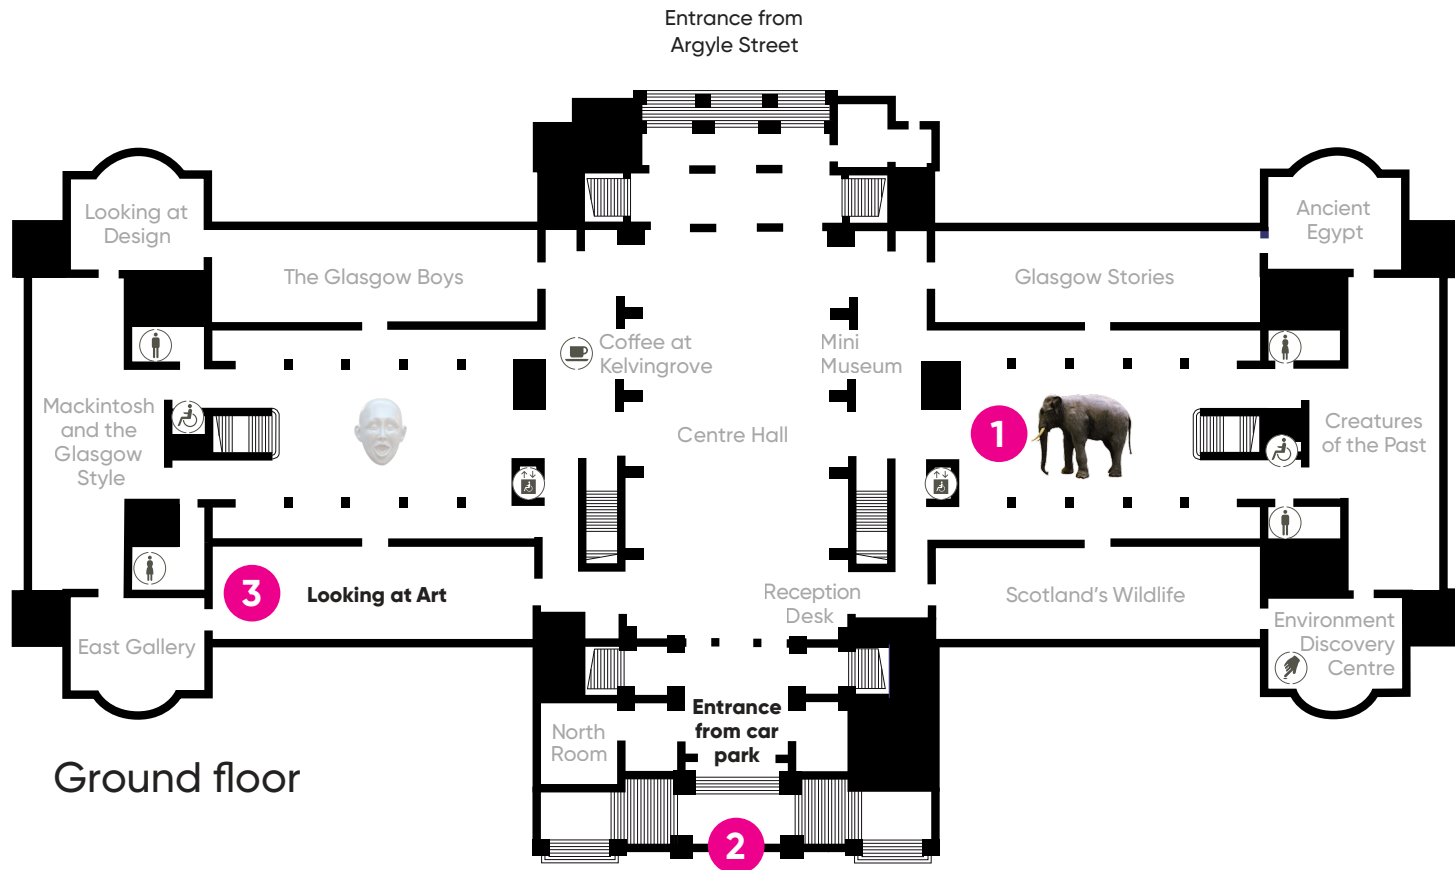 Entrance from
Argyle Street
Looking at
Design
The Glasgow Boys
Glasgow Stories
Ancient
Egypt
Coffee at
Kelvingrove
Mini
Museum
Mackintosh
and the
Glasgow
Style
Centre Hall
1
Creatures
of the Past
3
Looking at Art
Reception
Desk
Scotland's Wildlife
East Gallery
Environment
Discovery
Centre
North
Room
Entrance
from car
park
Ground floor
2